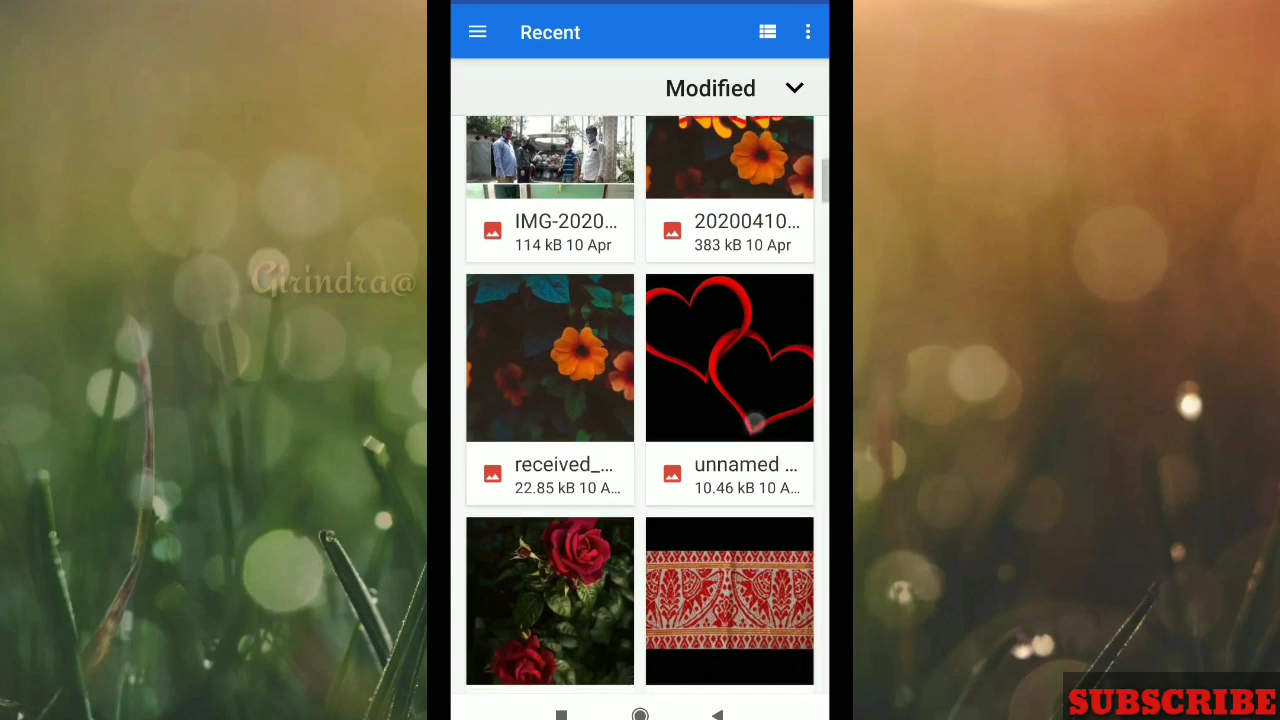 Recent
Modified
IMG-2020...
114 kB 10 Apr
20200410...
383 kB 10 Apr
Girindra@
received_...
22.85 kB 10 A...
unnamed ...
10.46 kB 10 A...
SUBSCRIBE